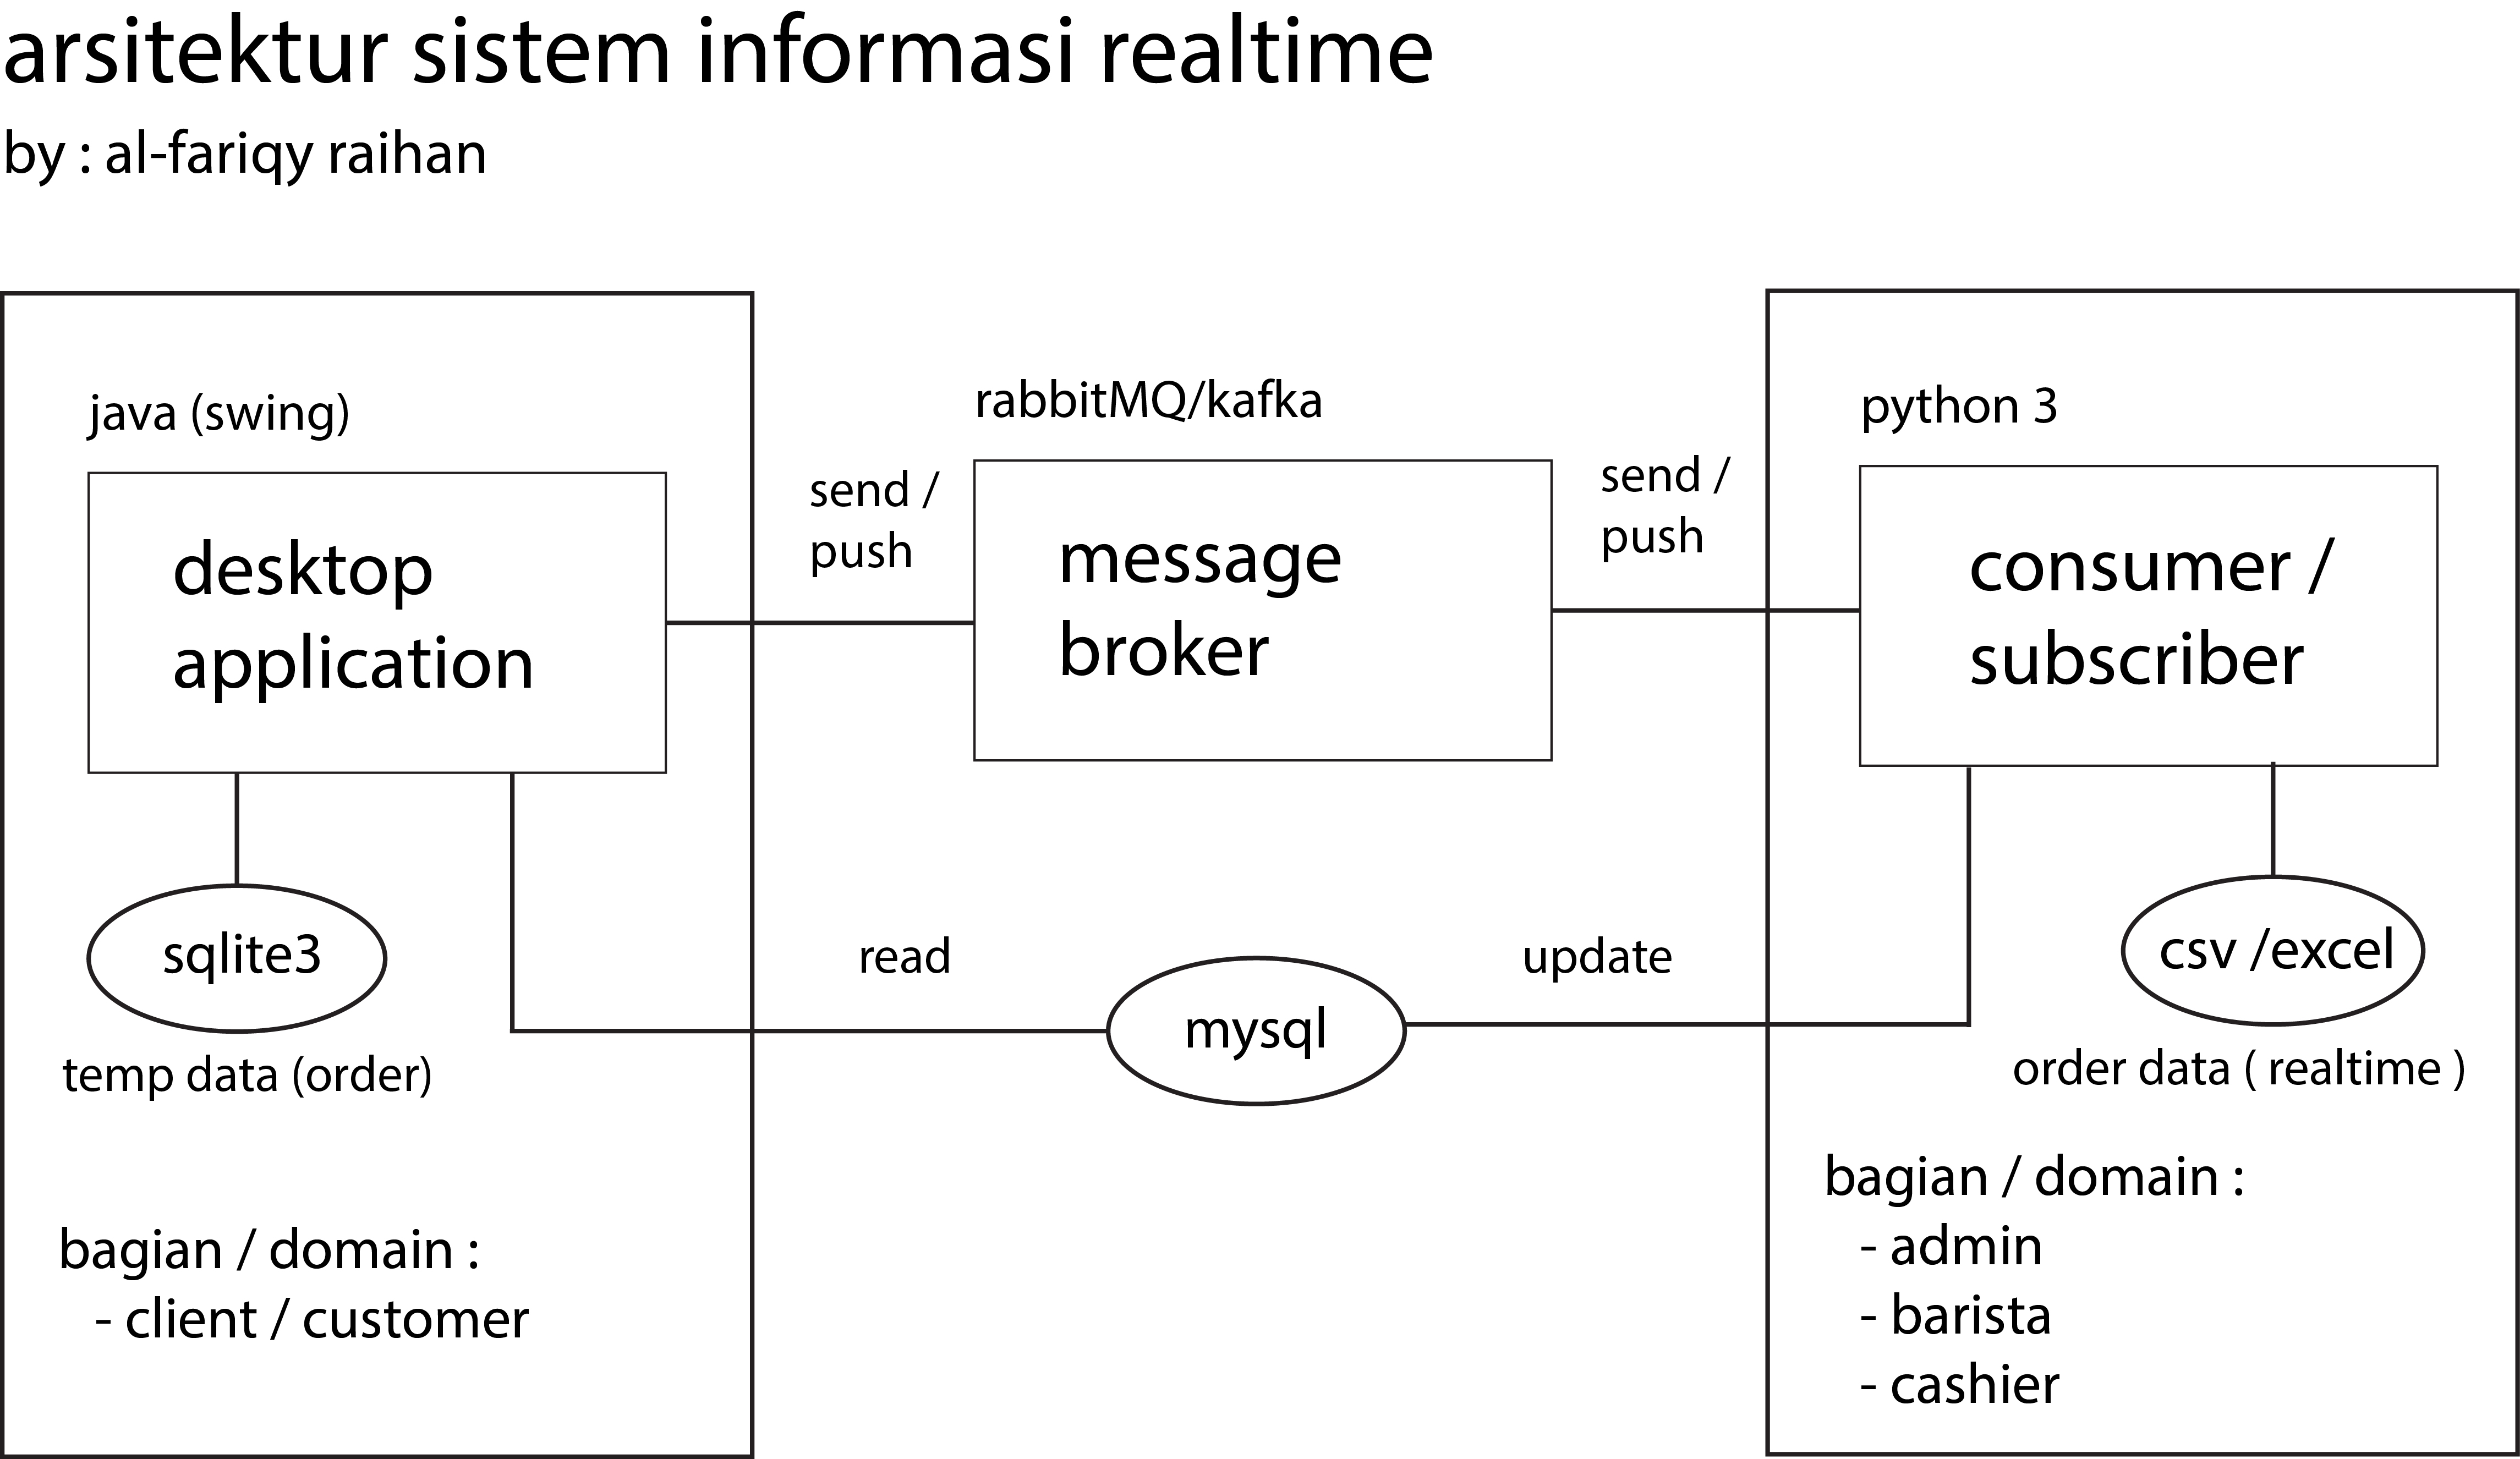 arsitektur sistem informasi realtime
by : al-fariqy raihan
java (swing)
desktop
application
sqlite3
temp data (order)
bagian / domain :
- client / customer
send /
push
rabbitMQ/kafka
message
broker
send /
push
read
mysql
update
python 3
consumer /
subscriber
csv /excel
order data ( realtime )
bagian / domain :
- admin
- barista
- cashier